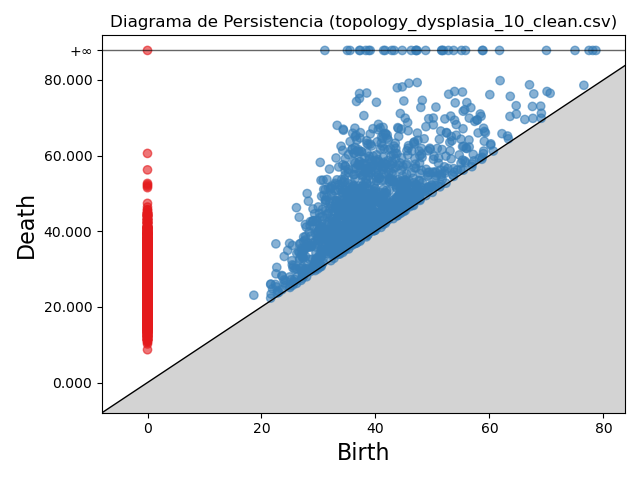 Diagrama de Persistencia (topology_dysplasia_10_clean.csv)
+∞
80.000
60.000
40.000
20.000
0.000
Death
0 20 40 60 80
Birth